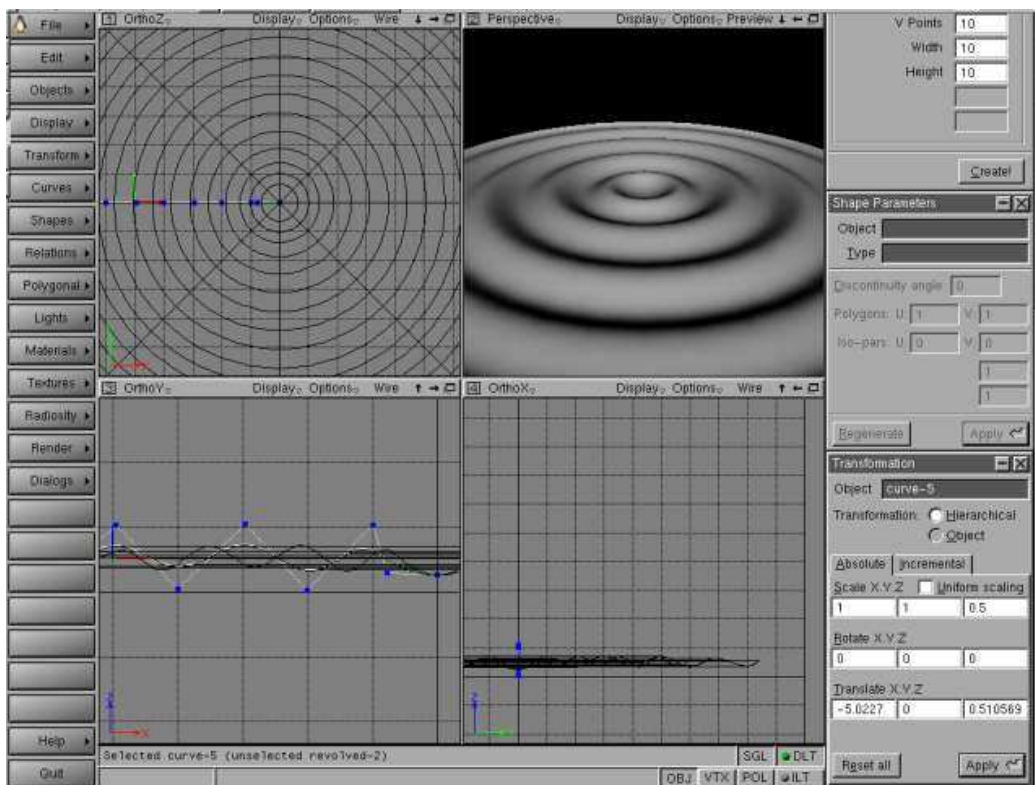 File
Edit
Objects
Display
Transform
Curves
Shapes
Relations
Polygonal
Lights
Materials
Textures
Radiosity
Render
Dialogs
Help
Quit
1 OrthoZ Display Options Wire
2 Perspective Display Options Preview
3 OrthoY Display Options Wire
4 OrthoX Display Options Wire
Z
X
Z
Selected curve-5 (unselected revolved-2)
SGL DLT
OBJ VTX POL ILT
V Points 10
Width 10
Height 10
Create!
Shape Parameters
Object
Type
Discontinuity angle 0
Polygons: U: 1 V: 1
Iso-pars: U: 0 V: 0
1
1
Regenerate Apply
Transformation
Object curve-5
Transformation: Hierarchical
Object
Absolute Incremental
Scale X.Y.Z Uniform scaling
1 1 0.5
Rotate X.Y.Z
0 0 0
Translate X.Y.Z
-5.0227 0 0.510569
Reset all Apply